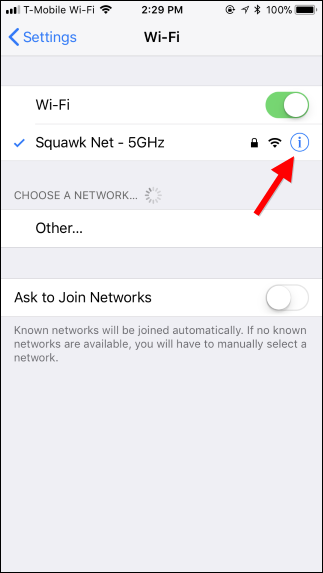 T-Mobile Wi-Fi 2:29 PM 100%
Settings Wi-Fi
Wi-Fi
Squawk Net - 5GHz
CHOOSE A NETWORK...
Other...
Ask to Join Networks
Known networks will be joined automatically. If no known
networks are available, you will have to manually select a
network.